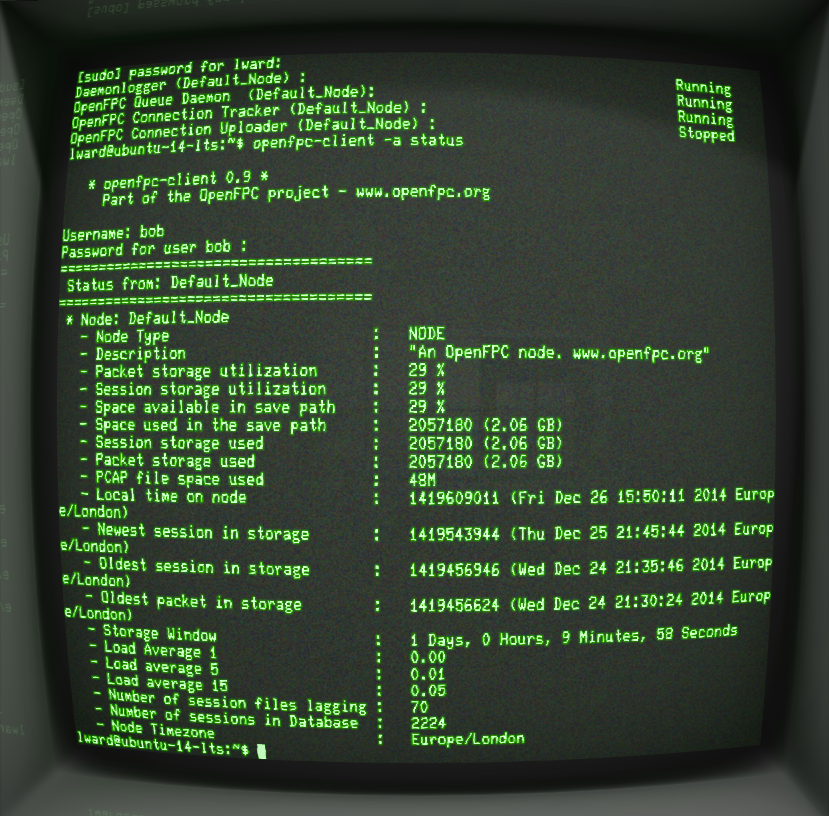 [sudo] password for lward:
Daemonlogger (Default_Node) : Running
OpenFPC Queue Daemon (Default_Node): Running
OpenFPC Connection Tracker (Default_Node) : Running
OpenFPC Connection Uploader (Default_Node) : Stopped
lward@ubuntu-14-lts:~$ openfpc-client -a status
* openfpc-client 0.9 *
Part of the OpenFPC project - www.openfpc.org
Username: bob
Password for user bob :
=====================================
Status from: Default_Node
=====================================
* Node: Default_Node
- Node Type : NODE
- Description : "An OpenFPC node. www.openfpc.org"
- Packet storage utilization : 29 %
- Session storage utilization : 29 %
- Space available in save path : 29 %
- Space used in the save path : 2057180 (2.06 GB)
- Session storage used : 2057180 (2.06 GB)
- Packet storage used : 2057180 (2.06 GB)
- PCAP file space used : 48M
- Local time on node : 1419609011 (Fri Dec 26 15:50:11 2014 Europ
e/London)
- Newest session in storage : 1419543944 (Thu Dec 25 21:45:44 2014 Europ
e/London)
- Oldest session in storage : 1419456946 (Wed Dec 24 21:35:46 2014 Europ
e/London)
- Oldest packet in storage : 1419456624 (Wed Dec 24 21:30:24 2014 Europ
e/London)
- Storage Window : 1 Days, 0 Hours, 9 Minutes, 58 Seconds
- Load Average 1 : 0.00
- Load average 5 : 0.01
- Load average 15 : 0.05
- Number of session files lagging : 70
- Number of sessions in Database : 2224
- Node Timezone : Europe/London
lward@ubuntu-14-lts:~$